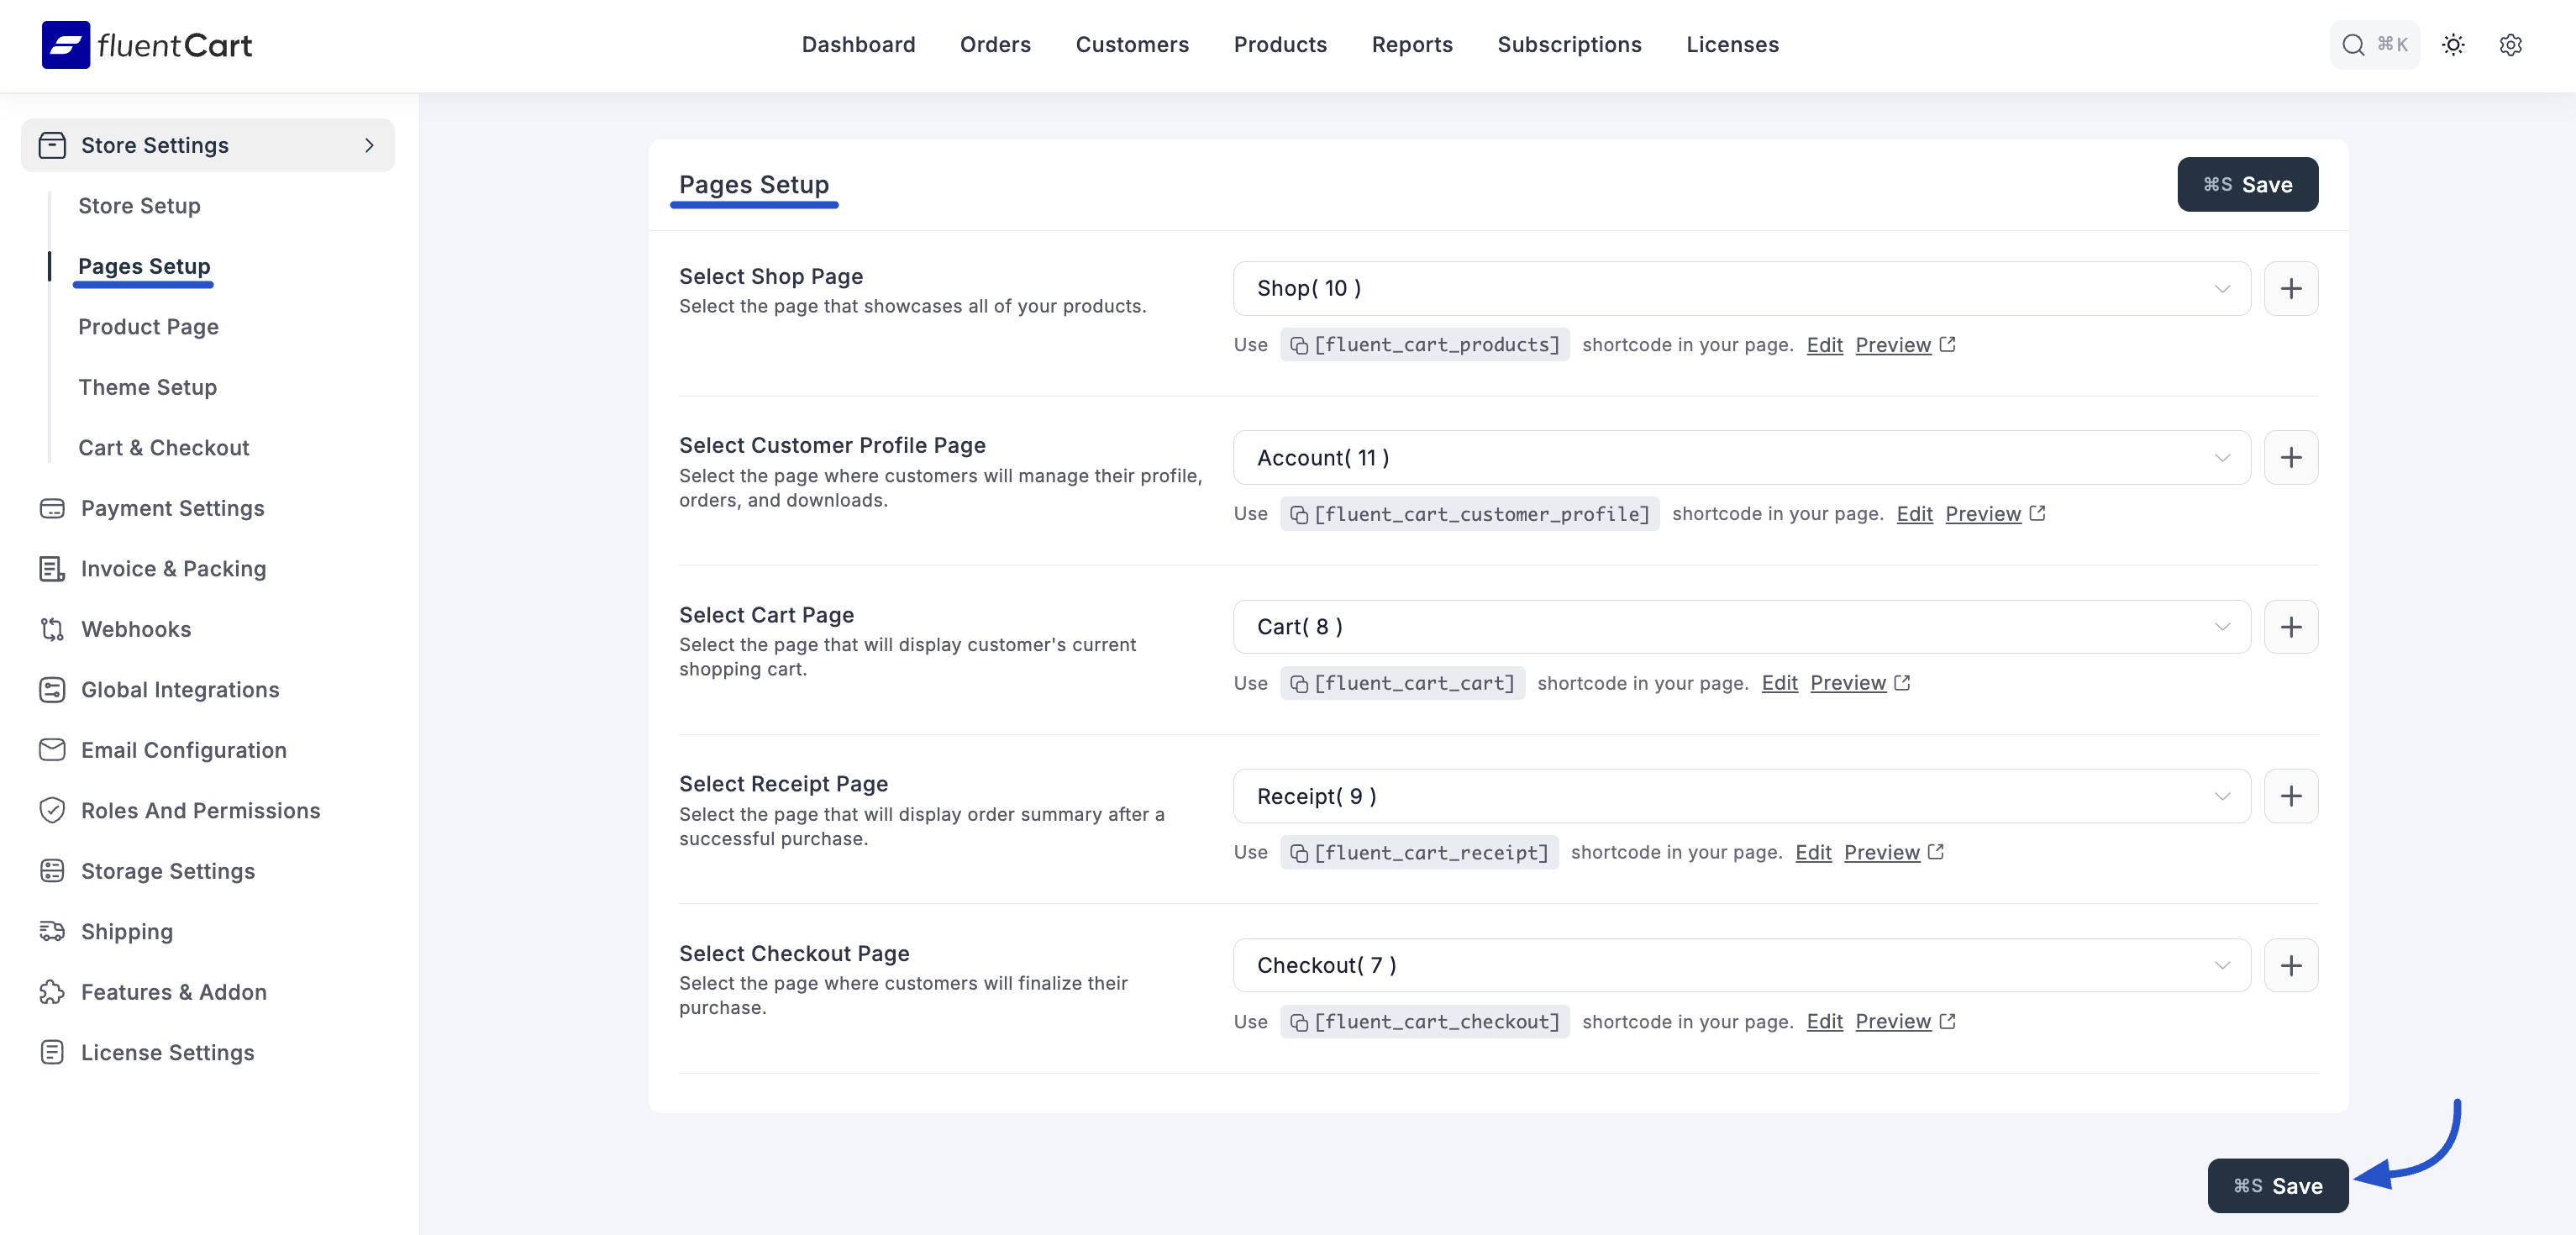 fluentCart
Dashboard Orders Customers Products Reports Subscriptions Licenses
⌘K
Store Settings
Store Setup
Pages Setup
Product Page
Theme Setup
Cart & Checkout
Payment Settings
Invoice & Packing
Webhooks
Global Integrations
Email Configuration
Roles And Permissions
Storage Settings
Shipping
Features & Addon
License Settings
Pages Setup
⌘S Save
Select Shop Page
Select the page that showcases all of your products.
Shop( 10 )
Use [fluent_cart_products] shortcode in your page. Edit Preview
Select Customer Profile Page
Select the page where customers will manage their profile,
orders, and downloads.
Account( 11 )
Use [fluent_cart_customer_profile] shortcode in your page. Edit Preview
Select Cart Page
Select the page that will display customer's current
shopping cart.
Cart( 8 )
Use [fluent_cart_cart] shortcode in your page. Edit Preview
Select Receipt Page
Select the page that will display order summary after a
successful purchase.
Receipt( 9 )
Use [fluent_cart_receipt] shortcode in your page. Edit Preview
Select Checkout Page
Select the page where customers will finalize their
purchase.
Checkout( 7 )
Use [fluent_cart_checkout] shortcode in your page. Edit Preview
⌘S Save